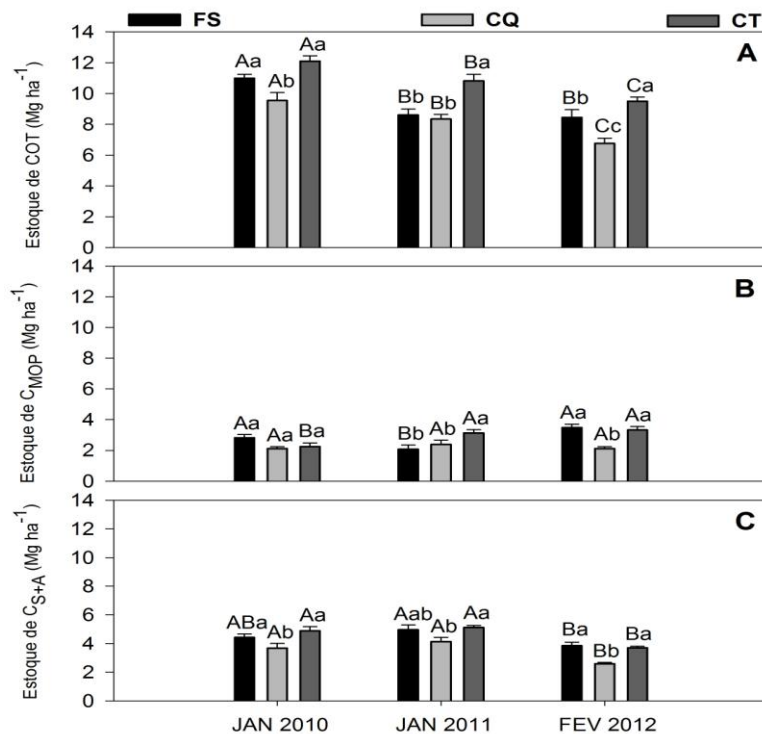 FS CQ CT
A
Estoque de COT (Mg ha⁻¹)
14
12
10
8
6
4
2
0
Aa Ab Aa
Bb Bb Ba
Bb Cc Ca
B
Estoque de C_MOP (Mg ha⁻¹)
14
12
10
8
6
4
2
0
Aa Aa Ba
Bb Ab Aa
Aa Ab Aa
C
Estoque de C_S+A (Mg ha⁻¹)
14
12
10
8
6
4
2
0
ABa Ab Aa
Aab Ab Aa
Ba Bb Ba
JAN 2010 JAN 2011 FEV 2012